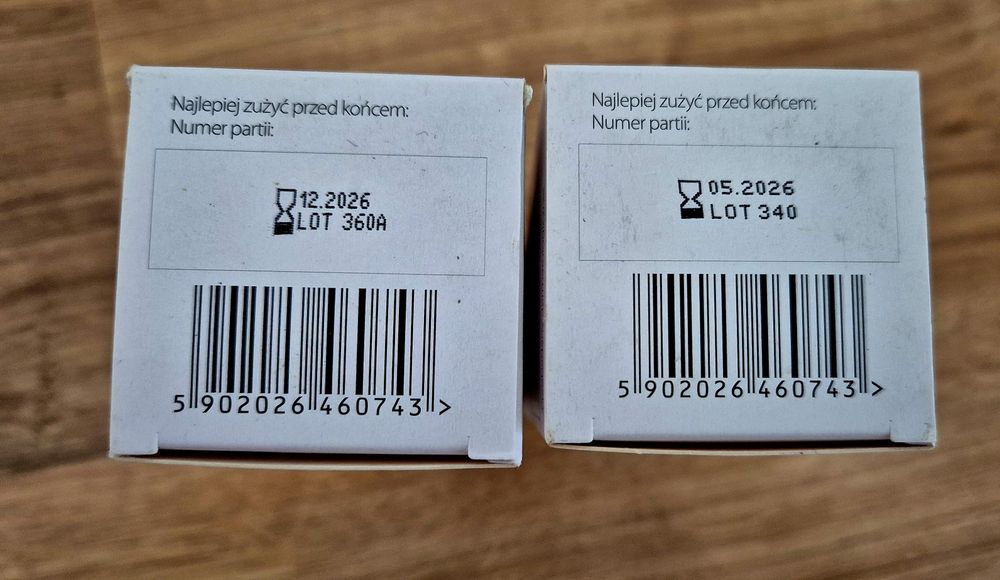 Najlepiej zużyć przed końcem:
Numer partii:
12.2026
LOT 360A
5 902026 460743 >
Najlepiej zużyć przed końcem:
Numer partii:
05.2026
LOT 340
5 902026 460743 >